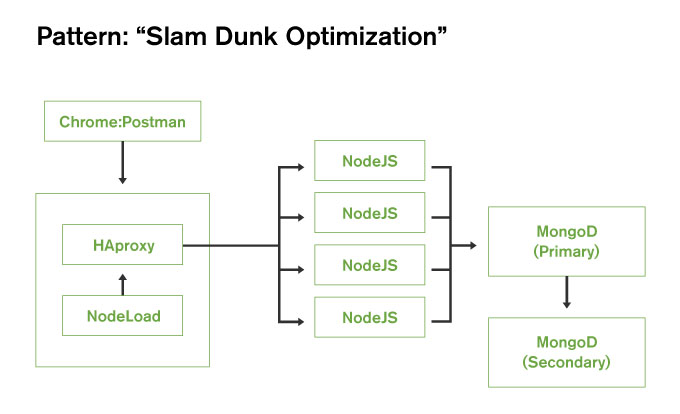 Pattern: “Slam Dunk Optimization”
Chrome:Postman
HAproxy
NodeLoad
NodeJS
NodeJS
NodeJS
NodeJS
MongoD
(Primary)
MongoD
(Secondary)